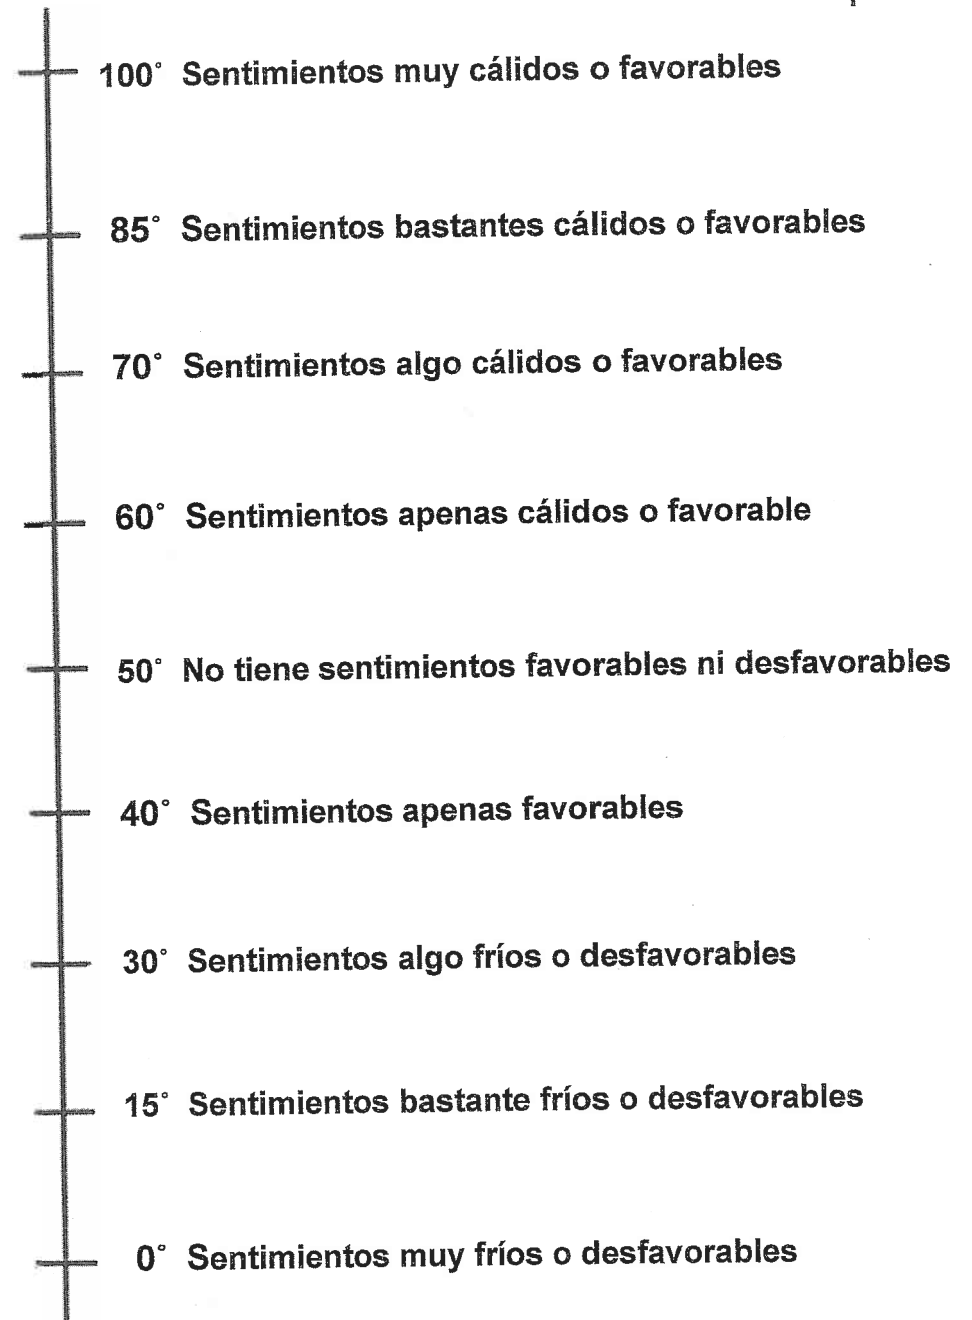 100° Sentimientos muy cálidos o favorables
85° Sentimientos bastantes cálidos o favorables
70° Sentimientos algo cálidos o favorables
60° Sentimientos apenas cálidos o favorable
50° No tiene sentimientos favorables ni desfavorables
40° Sentimientos apenas favorables
30° Sentimientos algo fríos o desfavorables
15° Sentimientos bastante fríos o desfavorables
0° Sentimientos muy fríos o desfavorables